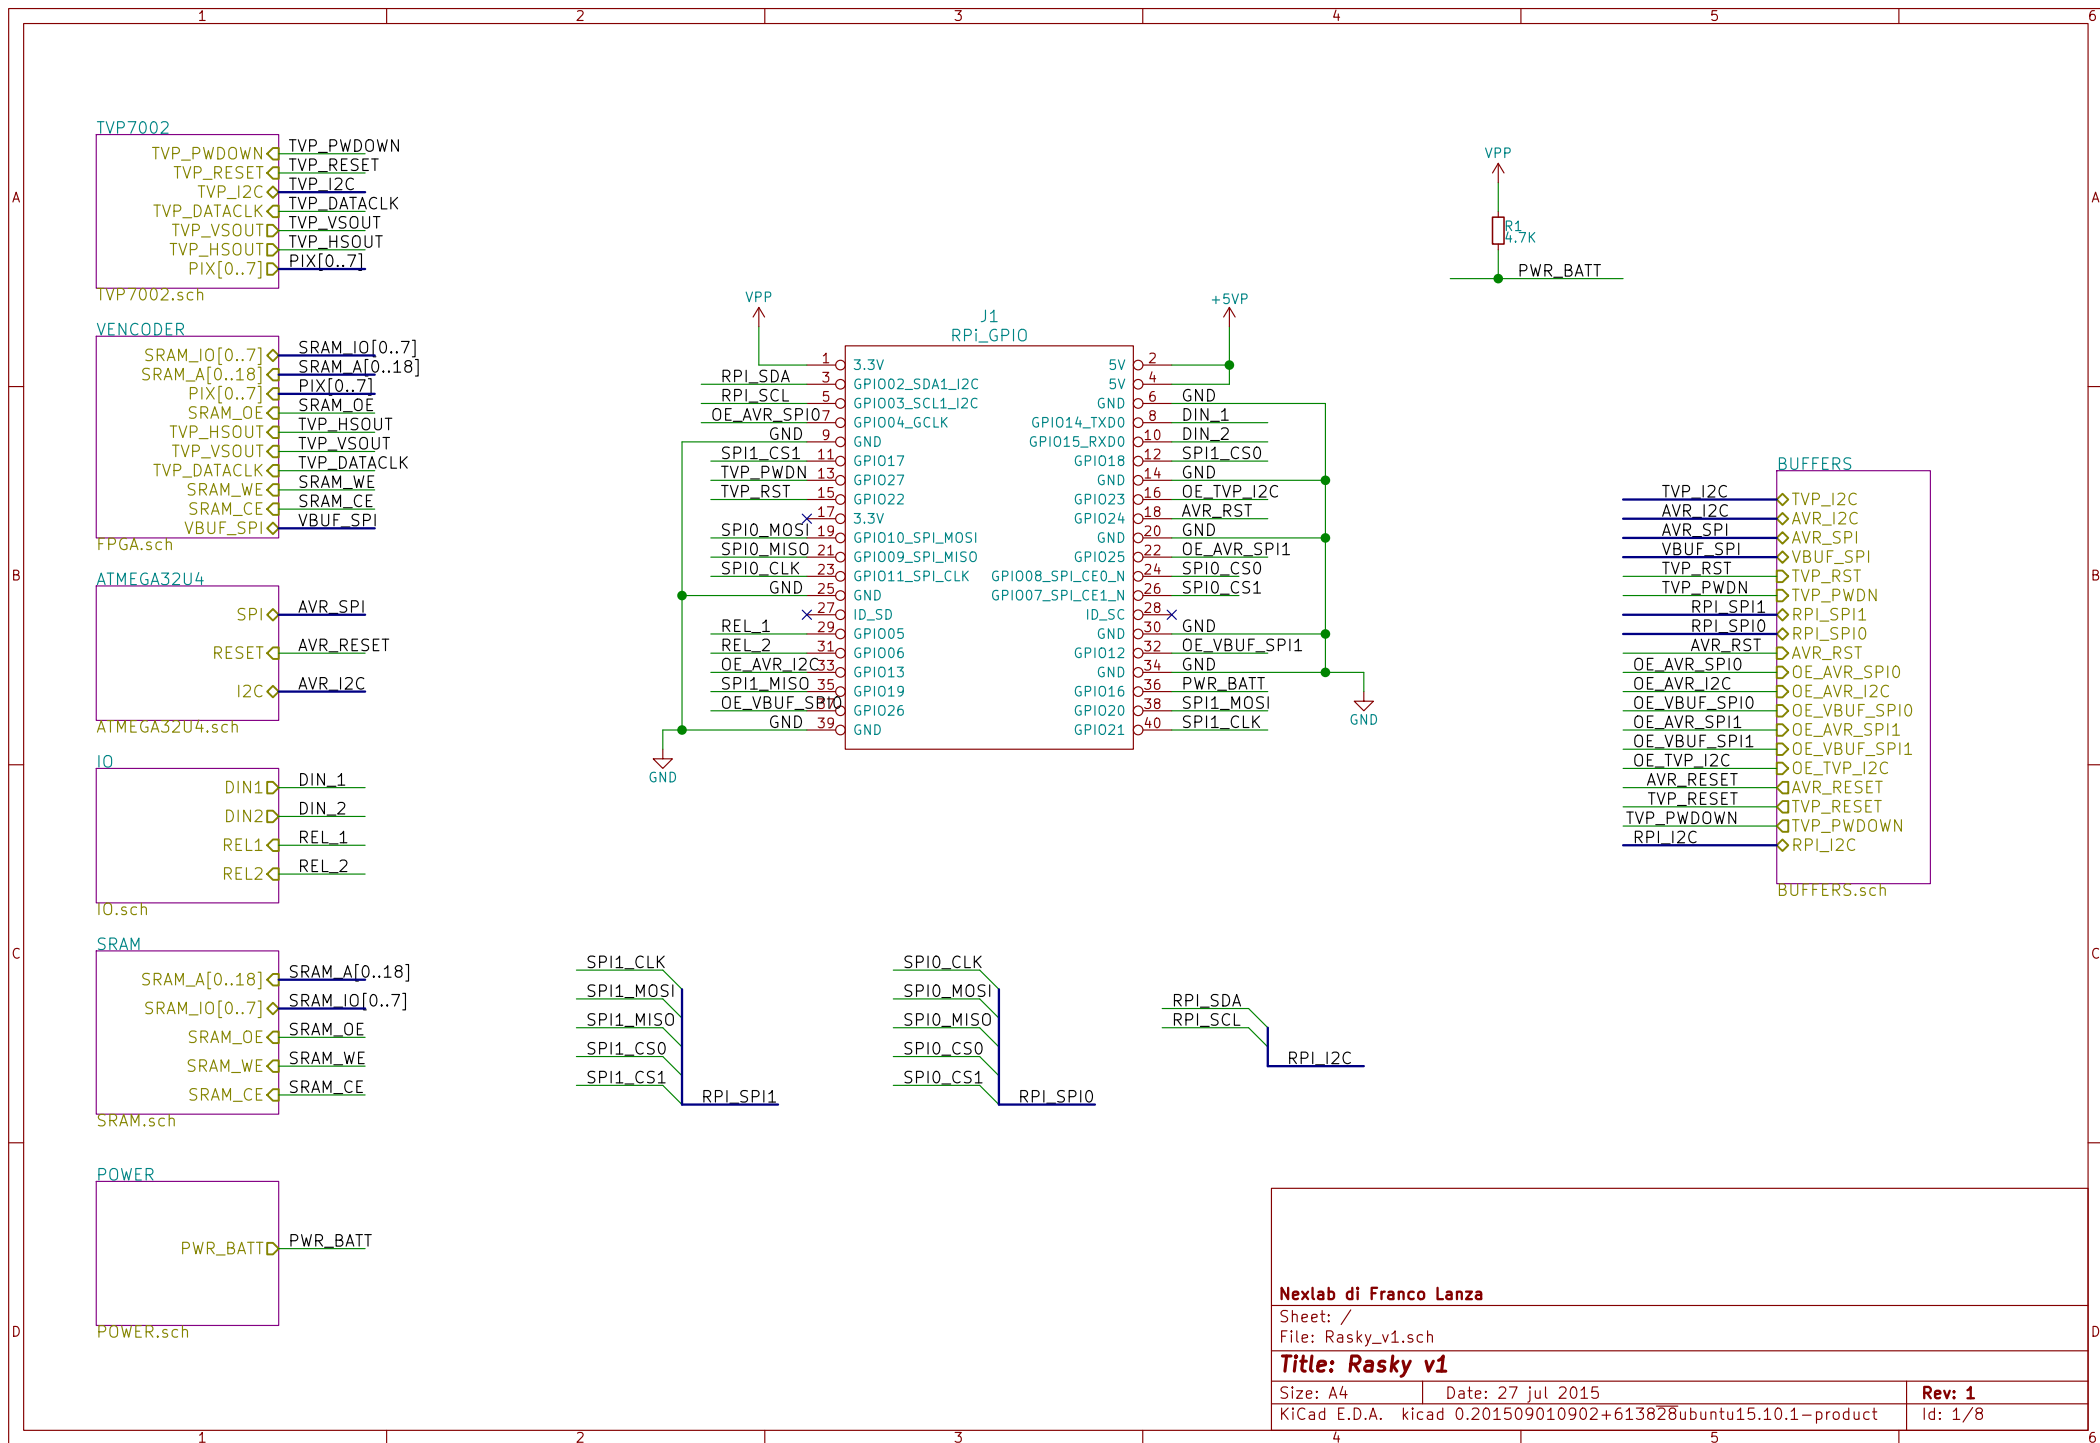 1 2 3 4 5 6
A A
B B
C C
D D
TVP7002
TVP_PWDOWN TVP_PWDOWN
TVP_RESET TVP_RESET
TVP_I2C TVP_I2C
TVP_DATACLK TVP_DATACLK
TVP_VSOUT TVP_VSOUT
TVP_HSOUT TVP_HSOUT
PIX[0..7] PIX[0..7]
TVP7002.sch
VENCODER
SRAM_IO[0..7] SRAM_IO[0..7]
SRAM_A[0..18] SRAM_A[0..18]
PIX[0..7] PIX[0..7]
SRAM_OE SRAM_OE
TVP_HSOUT TVP_HSOUT
TVP_VSOUT TVP_VSOUT
TVP_DATACLK TVP_DATACLK
SRAM_WE SRAM_WE
SRAM_CE SRAM_CE
VBUF_SPI VBUF_SPI
FPGA.sch
ATMEGA32U4
SPI AVR_SPI
RESET AVR_RESET
I2C AVR_I2C
ATMEGA32U4.sch
IO
DIN1 DIN_1
DIN2 DIN_2
REL1 REL_1
REL2 REL_2
IO.sch
SRAM
SRAM_A[0..18] SRAM_A[0..18]
SRAM_IO[0..7] SRAM_IO[0..7]
SRAM_OE SRAM_OE
SRAM_WE SRAM_WE
SRAM_CE SRAM_CE
SRAM.sch
POWER
PWR_BATT PWR_BATT
POWER.sch
VPP
+5VP
J1
RPi_GPIO
1 3.3V 5V 2
RPI_SDA 3 GPIO02_SDA1_I2C 5V 4
RPI_SCL 5 GPIO03_SCL1_I2C GND 6 GND
OE_AVR_SPI0 7 GPIO04_GCLK GPIO14_TXD0 8 DIN_1
GND 9 GND GPIO15_RXD0 10 DIN_2
SPI1_CS1 11 GPIO17 GPIO18 12 SPI1_CS0
TVP_PWDN 13 GPIO27 GND 14 GND
TVP_RST 15 GPIO22 GPIO23 16 OE_TVP_I2C
17 3.3V GPIO24 18 AVR_RST
SPI0_MOSI 19 GPIO10_SPI_MOSI GND 20 GND
SPI0_MISO 21 GPIO09_SPI_MISO GPIO25 22 OE_AVR_SPI1
SPI0_CLK 23 GPIO11_SPI_CLK GPIO08_SPI_CE0_N 24 SPI0_CS0
GND 25 GND GPIO07_SPI_CE1_N 26 SPI0_CS1
27 ID_SD ID_SC 28
REL_1 29 GPIO05 GND 30 GND
REL_2 31 GPIO06 GPIO12 32 OE_VBUF_SPI1
OE_AVR_I2C 33 GPIO13 GND 34 GND
SPI1_MISO 35 GPIO19 GPIO16 36 PWR_BATT
OE_VBUF_SPI0 37 GPIO26 GPIO20 38 SPI1_MOSI
GND 39 GND GPIO21 40 SPI1_CLK
GND
GND
VPP
R1
4.7K
PWR_BATT
BUFFERS
TVP_I2C TVP_I2C
AVR_I2C AVR_I2C
AVR_SPI AVR_SPI
VBUF_SPI VBUF_SPI
TVP_RST TVP_RST
TVP_PWDN TVP_PWDN
RPI_SPI1 RPI_SPI1
RPI_SPI0 RPI_SPI0
AVR_RST AVR_RST
OE_AVR_SPI0 OE_AVR_SPI0
OE_AVR_I2C OE_AVR_I2C
OE_VBUF_SPI0 OE_VBUF_SPI0
OE_AVR_SPI1 OE_AVR_SPI1
OE_VBUF_SPI1 OE_VBUF_SPI1
OE_TVP_I2C OE_TVP_I2C
AVR_RESET AVR_RESET
TVP_RESET TVP_RESET
TVP_PWDOWN TVP_PWDOWN
RPI_I2C RPI_I2C
BUFFERS.sch
SPI1_CLK
SPI1_MOSI
SPI1_MISO
SPI1_CS0
SPI1_CS1
RPI_SPI1
SPI0_CLK
SPI0_MOSI
SPI0_MISO
SPI0_CS0
SPI0_CS1
RPI_SPI0
RPI_SDA
RPI_SCL
RPI_I2C
Nexlab di Franco Lanza
Sheet: /
File: Rasky_v1.sch
Title: Rasky v1
Size: A4 Date: 27 jul 2015 Rev: 1
KiCad E.D.A. kicad 0.201509010902+613828ubuntu15.10.1-product Id: 1/8
1 2 3 4 5 6